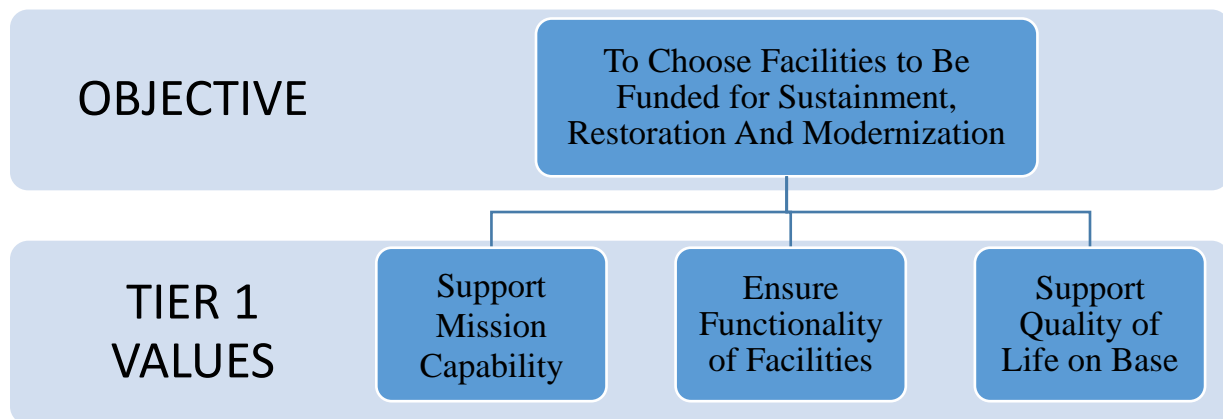 OBJECTIVE
To Choose Facilities to Be
Funded for Sustainment,
Restoration And Modernization
TIER 1
VALUES
Support
Mission
Capability
Ensure
Functionality
of Facilities
Support
Quality of
Life on Base